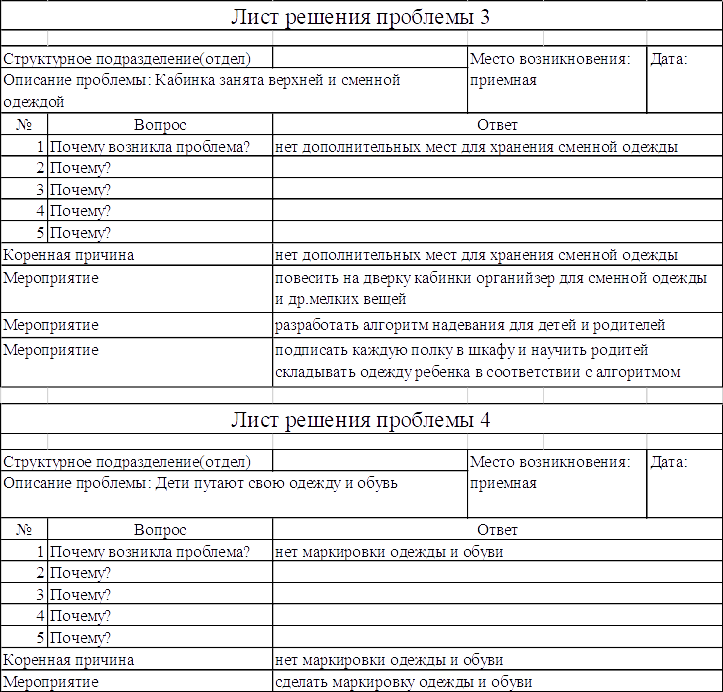 Лист решения проблемы 3
Структурное подразделение(отдел)
Место возникновения: приемная
Дата:
Описание проблемы: Кабинка занята верхней и сменной
одеждой
№ Вопрос Ответ
1 Почему возникла проблема? нет дополнительных мест для хранения сменной одежды
2 Почему?
3 Почему?
4 Почему?
5 Почему?
Коренная причина нет дополнительных мест для хранения сменной одежды
Мероприятие повесить на дверку кабинки органийзер для сменной одежды
и др.мелких вещей
Мероприятие разработать алгоритм надевания для детей и родителей
Мероприятие подписать каждую полку в шкафу и научить родитей
складывать одежду ребенка в соответствии с алгоритмом
Лист решения проблемы 4
Структурное подразделение(отдел)
Место возникновения: приемная
Дата:
Описание проблемы: Дети путают свою одежду и обувь
№ Вопрос Ответ
1 Почему возникла проблема? нет маркировки одежды и обуви
2 Почему?
3 Почему?
4 Почему?
5 Почему?
Коренная причина нет маркировки одежды и обуви
Мероприятие сделать маркировку одежды и обуви